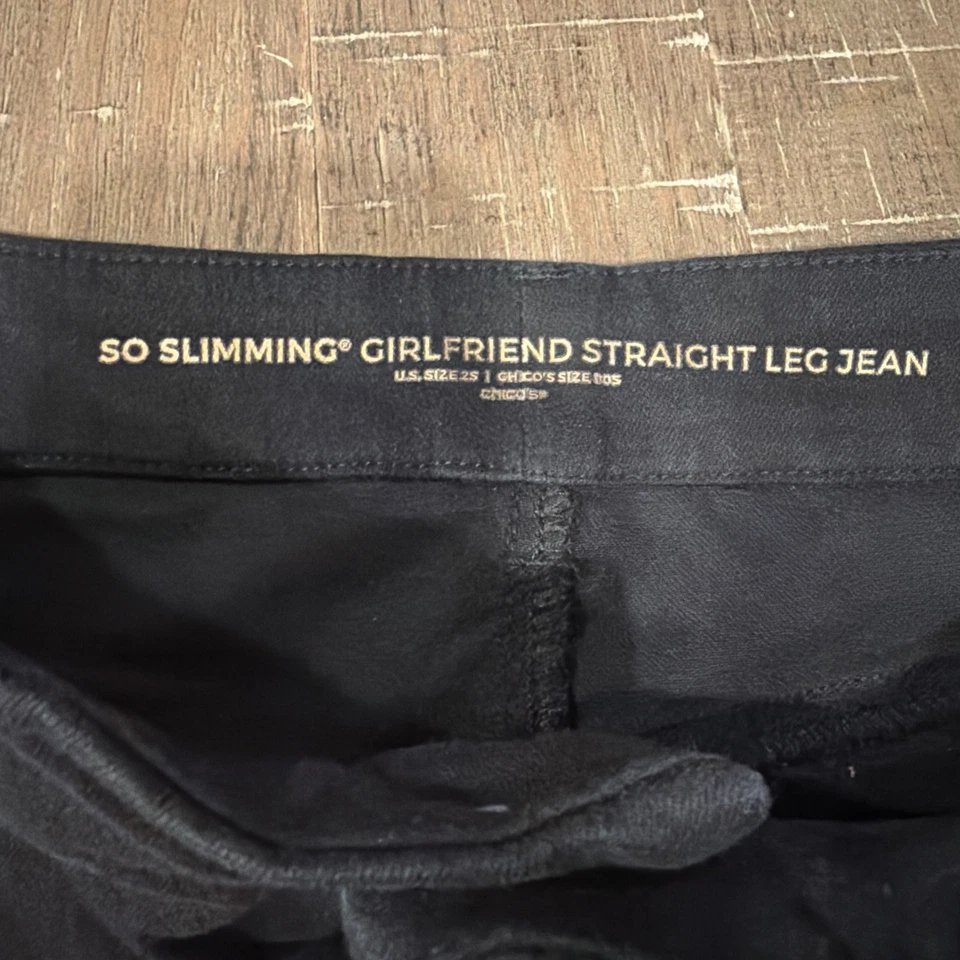 SO SLIMMING® GIRLFRIEND STRAIGHT LEG JEAN
U.S. SIZE 2S | CHICO'S SIZE 00S
CHICO'S®